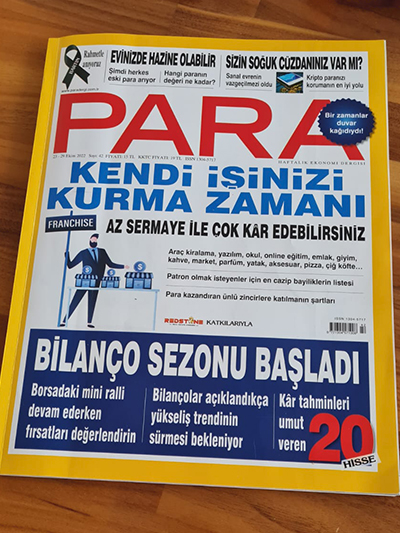 Rahmetle
anıyoruz
EVİNİZDE HAZİNE OLABİLİR
Şimdi herkes
eski para arıyor
Hangi paranın
değeri ne kadar?
SİZİN SOĞUK CÜZDANINIZ VAR MI?
Sanal evrenin
vazgeçilmezi oldu
Kripto paranızı
korumanın en iyi yolu
PARA
Bir zamanlar
duvar
kağıdıydı!
HAFTALIK EKONOMİ DERGİSİ
KENDİ İŞİNİZİ
KURMA ZAMANI
FRANCHISE
AZ SERMAYE İLE ÇOK KAR EDEBİLİRSİNİZ
Araç kiralama, yazılım, okul, online eğitim, emlak, giyim,
kahve, market, parfüm, yatak, aksesuar, pizza, çiğ köfte...
Patron olmak isteyenler için en cazip bayiliklerin listesi
Para kazandıran ünlü zincirlere katılmanın şartları
REDSTONE KATKILARIYLA
BİLANÇO SEZONU BAŞLADI
Borsadaki mini ralli
devam ederken
fırsatları değerlendirin
Bilançolar açıklandıkça
yükseliş trendinin
sürmesi bekleniyor
Kâr tahminleri
umut
veren
20
HİSSE